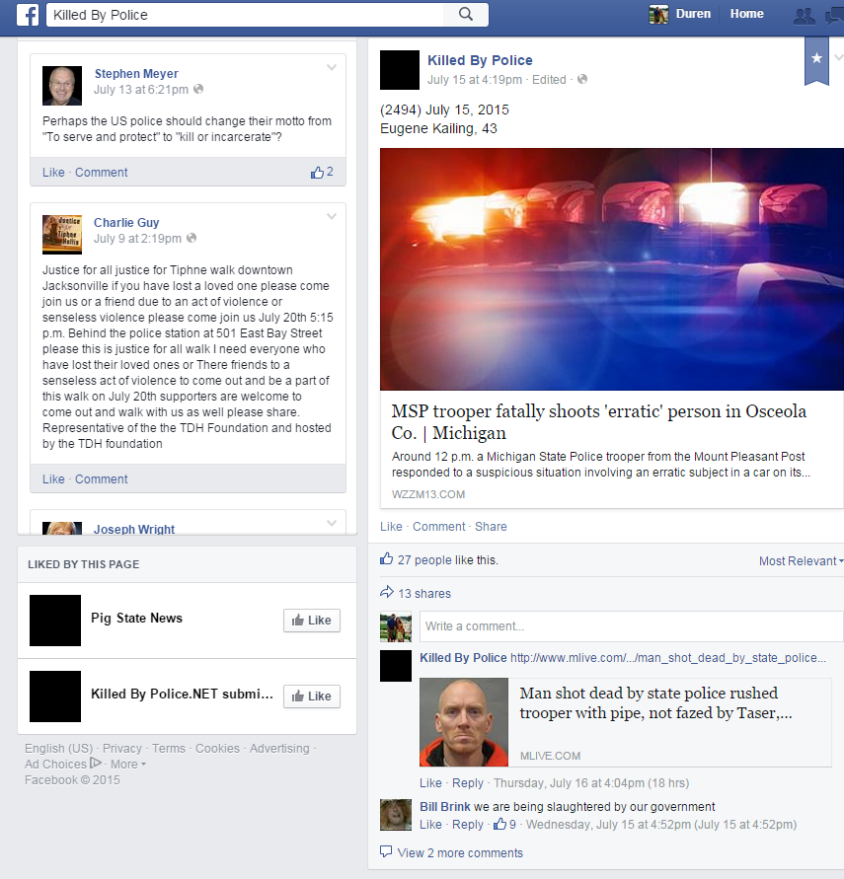 Killed By Police
Duren Home
Stephen Meyer
July 13 at 6:21pm
Perhaps the US police should change their motto from
"To serve and protect" to "kill or incarcerate"?
Like · Comment
2
Charlie Guy
July 9 at 2:19pm
Justice for all justice for Tiphne walk downtown
Jacksonville if you have lost a loved one please come
join us or a friend due to an act of violence or
senseless violence please come join us July 20th 5:15
p.m. Behind the police station at 501 East Bay Street
please this is justice for all walk I need everyone who
have lost their loved ones or There friends to a
senseless act of violence to come out and be a part of
this walk on July 20th supporters are welcome to
come out and walk with us as well please share.
Representative of the the TDH Foundation and hosted
by the TDH foundation
Like · Comment
Joseph Wright
LIKED BY THIS PAGE
Pig State News
Like
Killed By Police.NET submi...
Like
English (US) · Privacy · Terms · Cookies · Advertising ·
Ad Choices · More
Facebook © 2015
Killed By Police
July 15 at 4:19pm · Edited ·
(2494) July 15, 2015
Eugene Kailing, 43
MSP trooper fatally shoots 'erratic' person in Osceola
Co. | Michigan
Around 12 p.m. a Michigan State Police trooper from the Mount Pleasant Post
responded to a suspicious situation involving an erratic subject in a car on its...
WZZM13.COM
Like · Comment · Share
27 people like this.
Most Relevant
13 shares
Write a comment...
Killed By Police http://www.mlive.com/.../man_shot_dead_by_state_police...
Man shot dead by state police rushed
trooper with pipe, not fazed by Taser,...
MLIVE.COM
Like · Reply · Thursday, July 16 at 4:04pm (18 hrs)
Bill Brink we are being slaughtered by our government
Like · Reply · 9 · Wednesday, July 15 at 4:52pm (July 15 at 4:52pm)
View 2 more comments